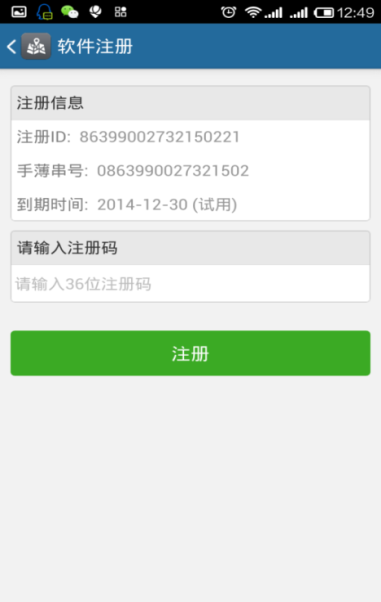 12:49
软件注册
注册信息
注册ID: 86399002732150221
手薄串号: 0863990027321502
到期时间: 2014-12-30 (试用)
请输入注册码
请输入36位注册码
注册